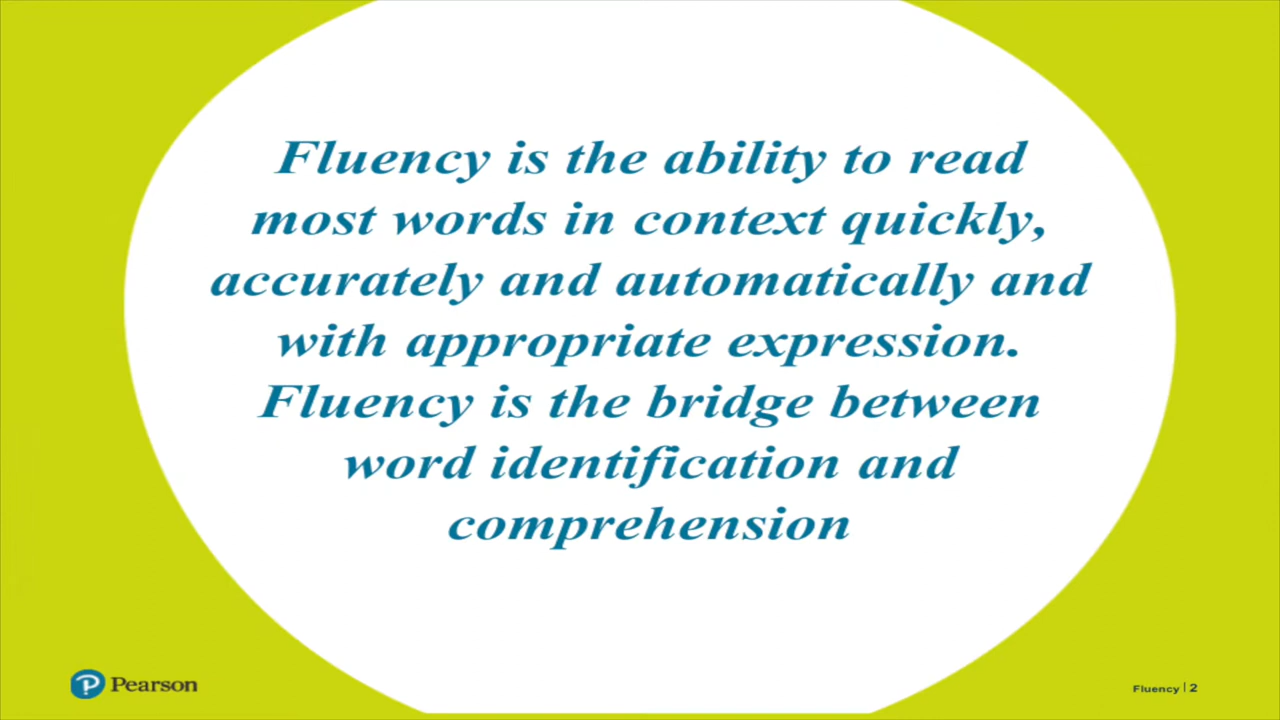 Fluency is the ability to read
most words in context quickly,
accurately and automatically and
with appropriate expression.
Fluency is the bridge between
word identification and
comprehension
Pearson
Fluency | 2